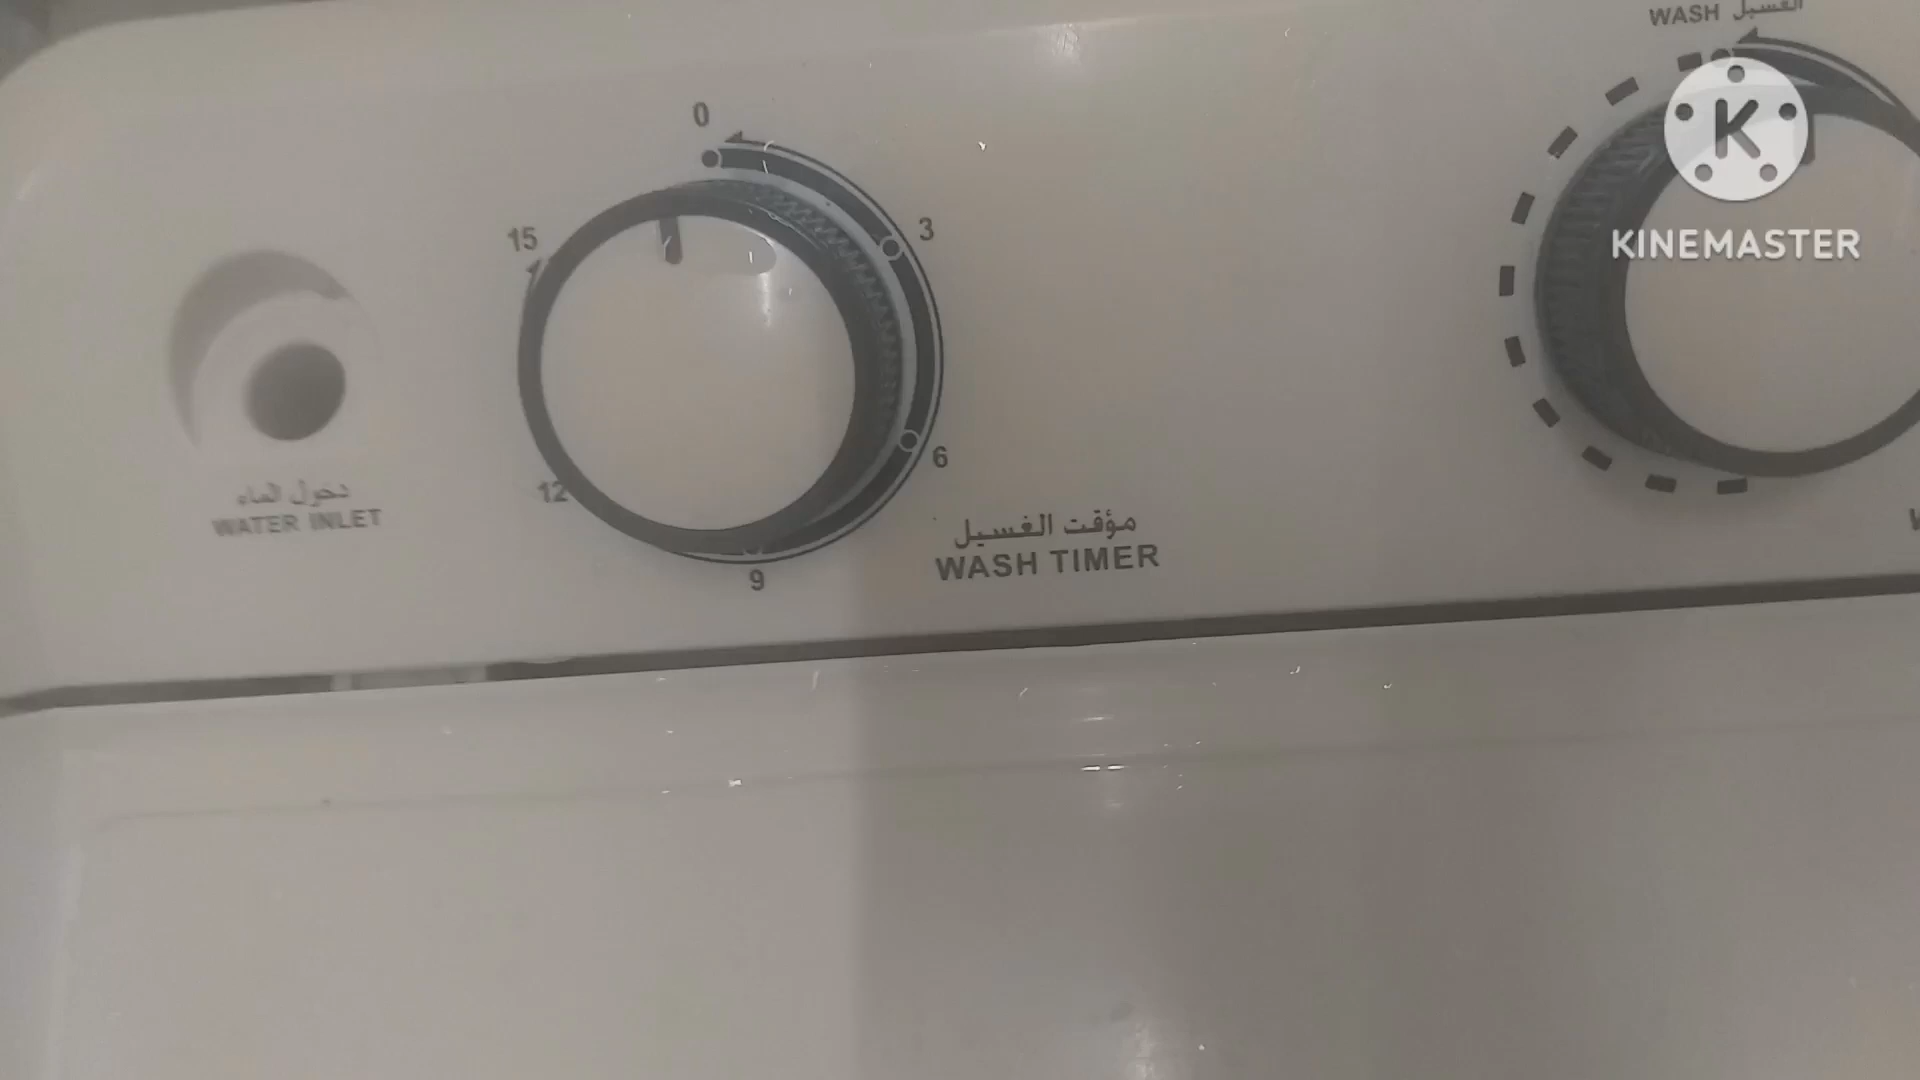 WASH الغسيل
0
3
15
6
12
9
K
KINEMASTER
دخول الماء
WATER INLET
مؤقت الغسيل
WASH TIMER